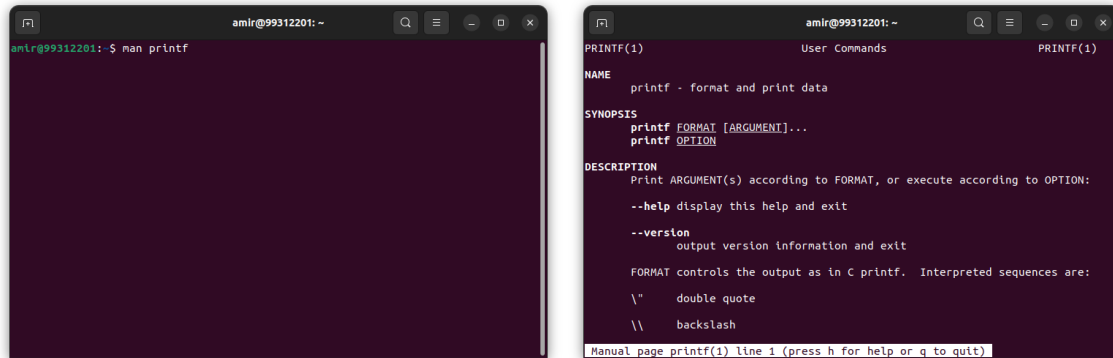 amir@99312201: ~
amir@99312201:~$ man printf
amir@99312201: ~
PRINTF(1) User Commands PRINTF(1)
NAME
printf - format and print data
SYNOPSIS
printf FORMAT [ARGUMENT]...
printf OPTION
DESCRIPTION
Print ARGUMENT(s) according to FORMAT, or execute according to OPTION:
--help display this help and exit
--version
output version information and exit
FORMAT controls the output as in C printf. Interpreted sequences are:
\" double quote
\\ backslash
Manual page printf(1) line 1 (press h for help or q to quit)